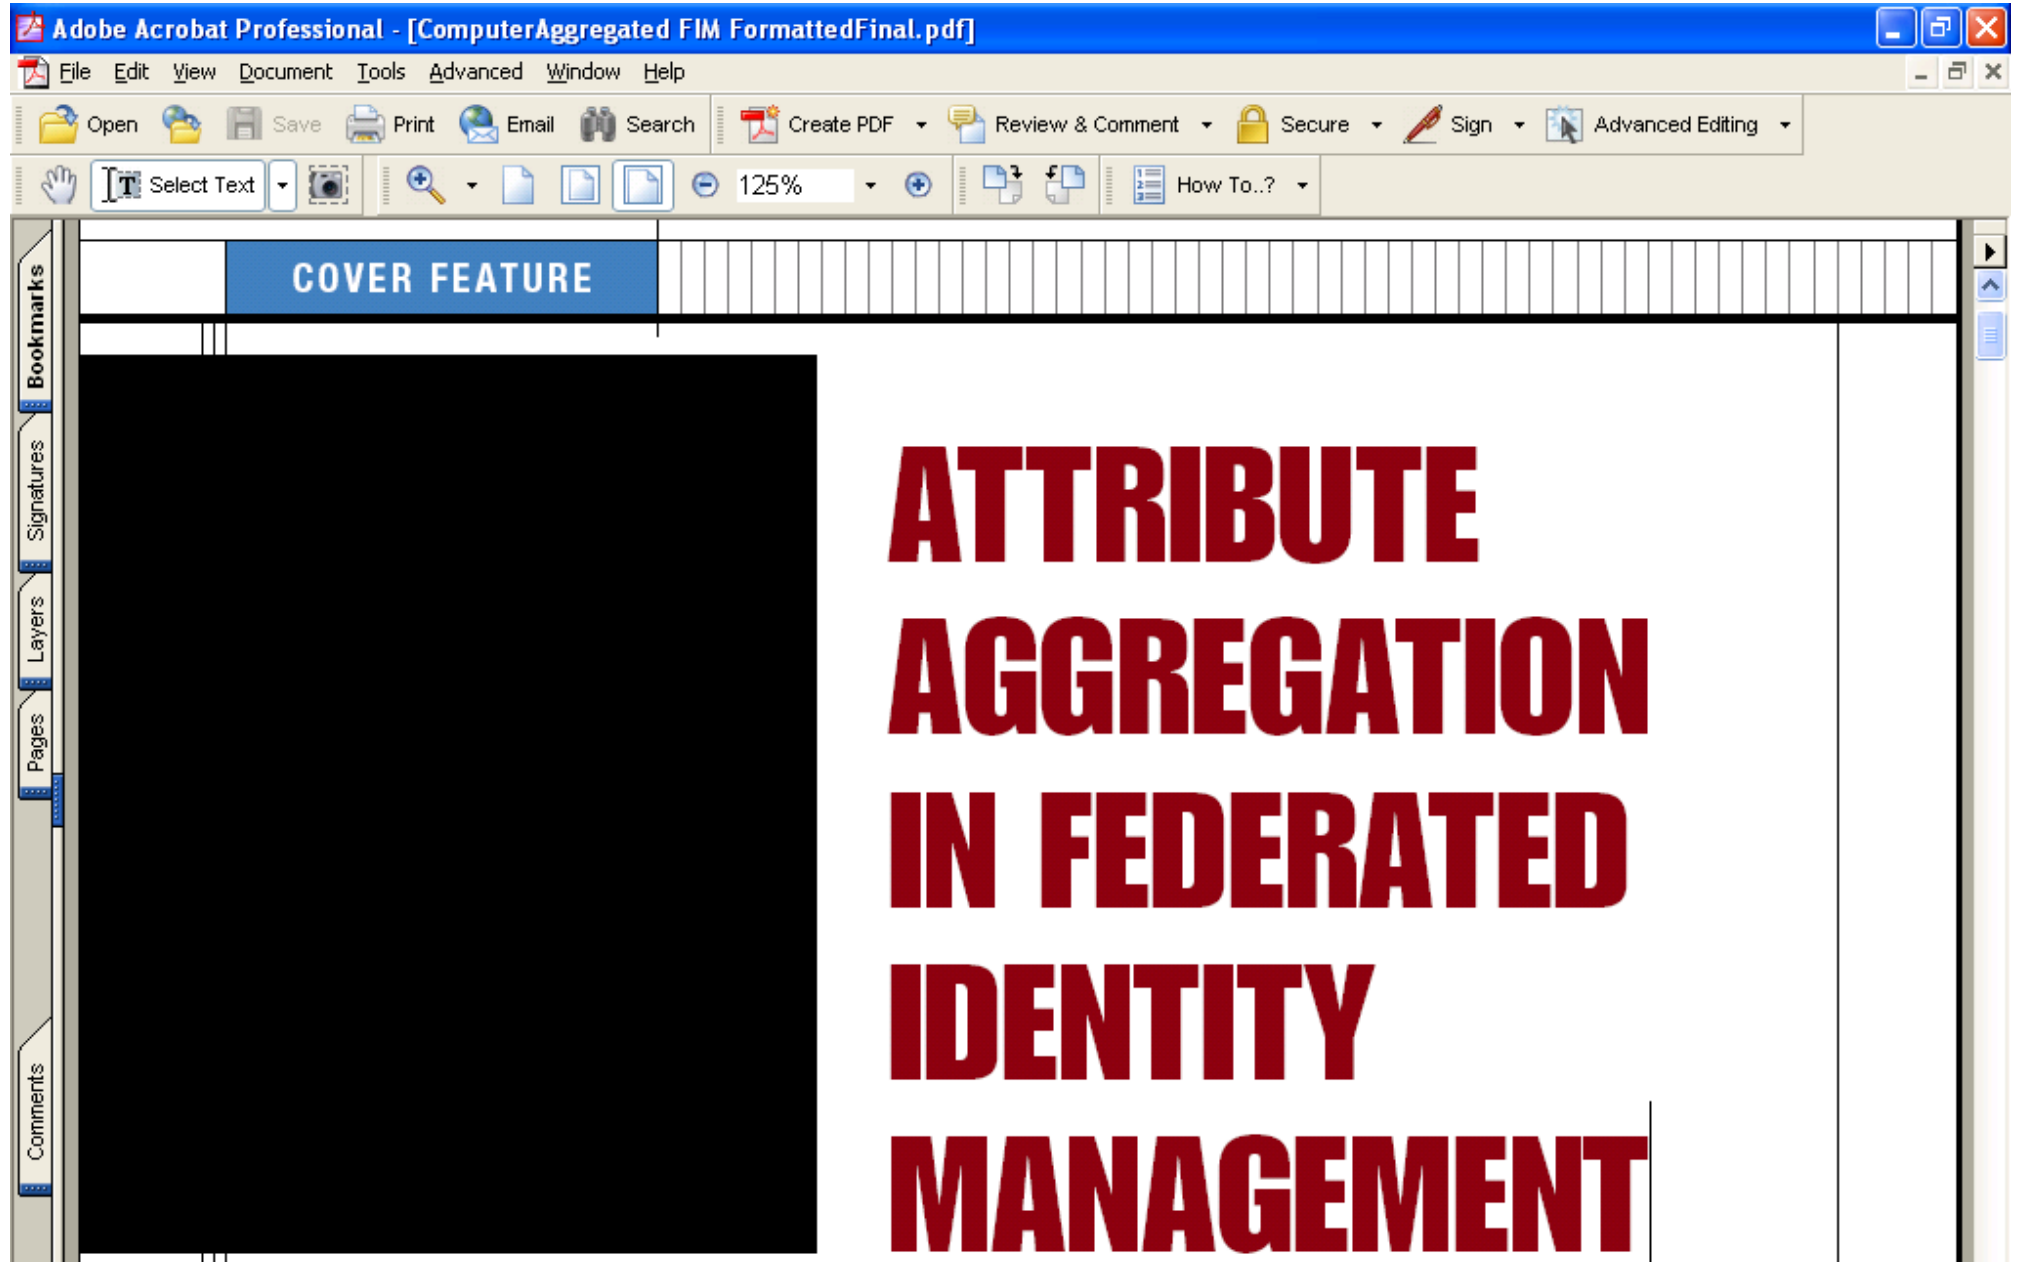 Adobe Acrobat Professional - [ComputerAggregated FIM FormattedFinal.pdf]
File Edit View Document Tools Advanced Window Help
Open Save Print Email Search Create PDF Review & Comment Secure Sign Advanced Editing
Select Text 125% How To..?
Bookmarks
Signatures
Layers
Pages
Comments
COVER FEATURE
ATTRIBUTE
AGGREGATION
IN FEDERATED
IDENTITY
MANAGEMENT